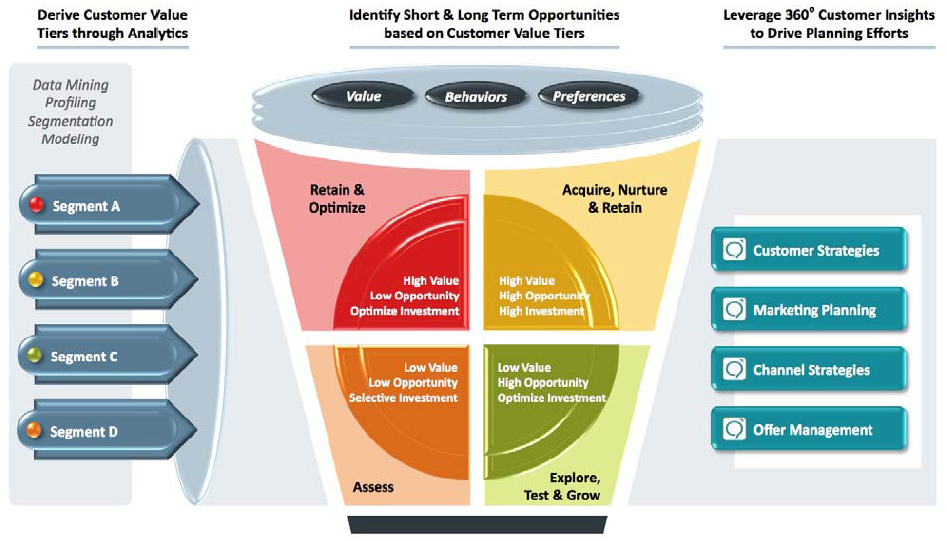 Derive Customer Value
Tiers through Analytics
Identify Short & Long Term Opportunities
based on Customer Value Tiers
Leverage 360° Customer Insights
to Drive Planning Efforts
Data Mining
Profiling
Segmentation
Modeling
Segment A
Segment B
Segment C
Segment D
Value
Behaviors
Preferences
Retain &
Optimize
High Value
Low Opportunity
Optimize Investment
Acquire, Nurture
& Retain
High Value
High Opportunity
High Investment
Low Value
Low Opportunity
Selective Investment
Assess
Low Value
High Opportunity
Optimize Investment
Explore,
Test & Grow
Customer Strategies
Marketing Planning
Channel Strategies
Offer Management